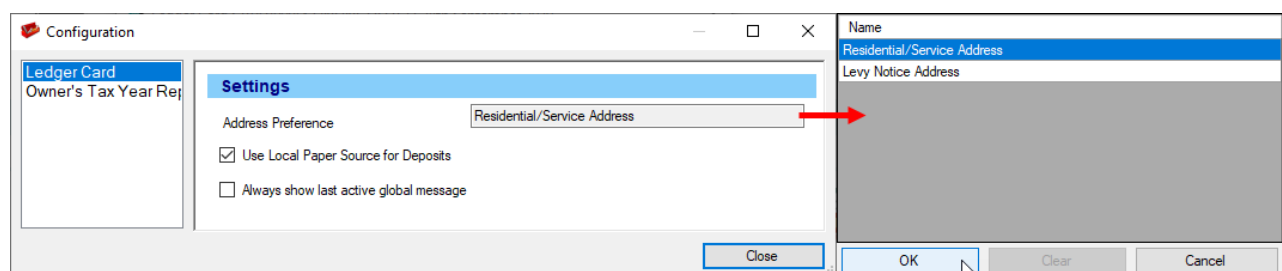 Configuration
Ledger Card
Owner's Tax Year Rep
Settings
Address Preference
Residential/Service Address
Use Local Paper Source for Deposits
Always show last active global message
Close
Name
Residential/Service Address
Levy Notice Address
OK
Clear
Cancel